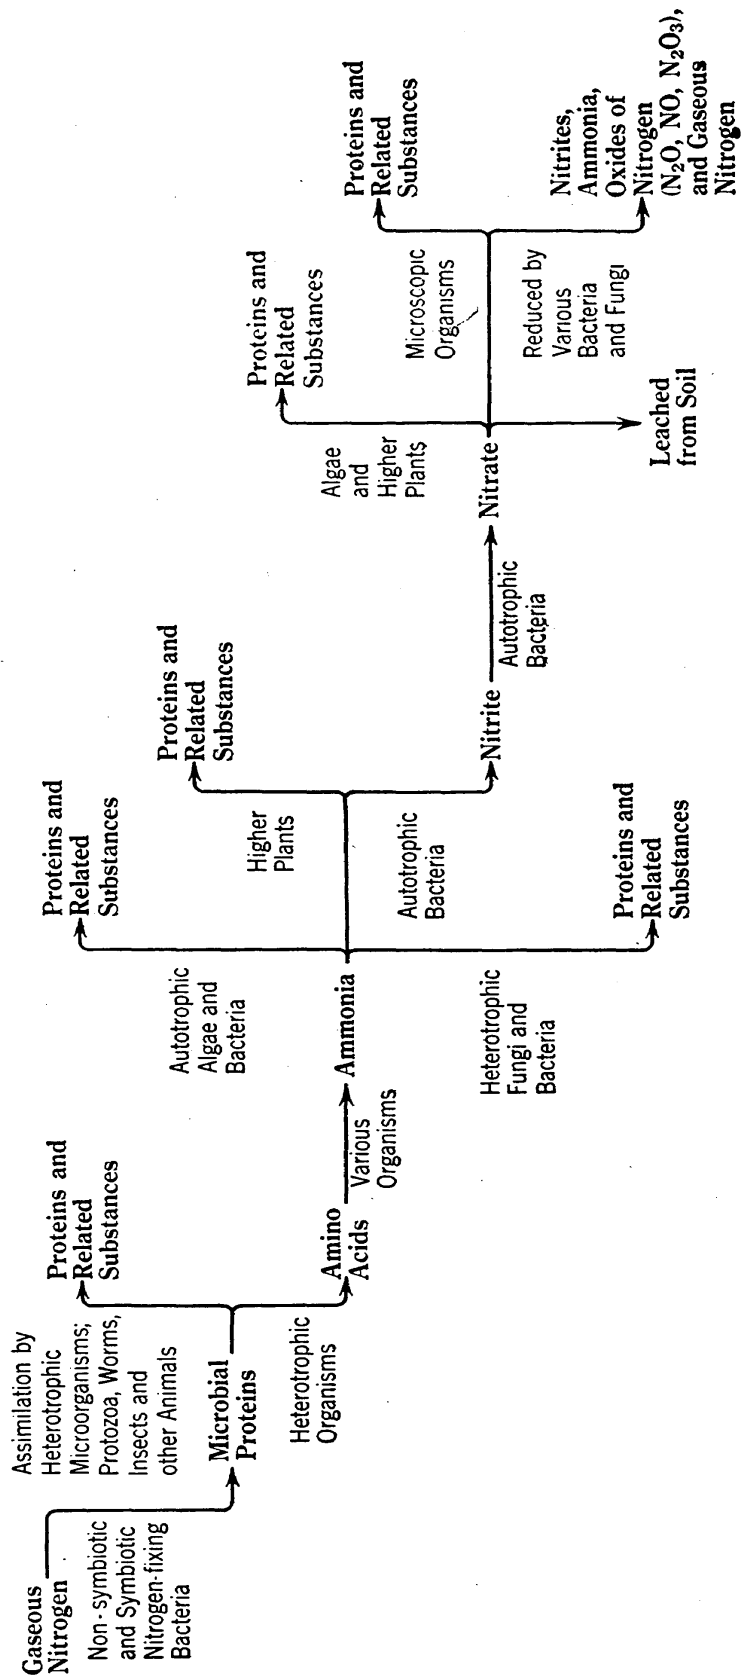 Gaseous
Nitrogen
Non-symbiotic
and Symbiotic
Nitrogen-fixing
Bacteria
Assimilation by
Heterotrophic
Microorganisms;
Protozoa, Worms,
Insects and
other Animals
Microbial
Proteins
Heterotrophic
Organisms
Proteins and
Related
Substances
Amino
Acids
Various
Organisms
Ammonia
Autotrophic
Algae and
Bacteria
Heterotrophic
Fungi and
Bacteria
Proteins and
Related
Substances
Higher
Plants
Autotrophic
Bacteria
Proteins and
Related
Substances
Proteins and
Related
Substances
Nitrite
Autotrophic
Bacteria
Nitrate
Algae
and
Higher
Plants
Leached
from Soil
Proteins and
Related
Substances
Microscopic
Organisms
Reduced by
Various
Bacteria
and Fungi
Proteins and
Related
Substances
Nitrites,
Ammonia,
Oxides of
Nitrogen
(N₂O, NO, N₂O₃),
and Gaseous
Nitrogen